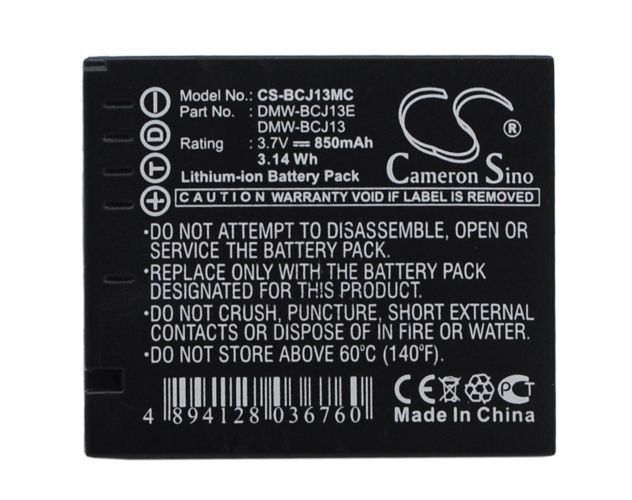 Model No.: CS-BCJ13MC
Part No.: DMW-BCJ13E
DMW-BCJ13
Rating: 3.7V 850mAh
3.14 Wh
Lithium-ion Battery Pack
CS®
Cameron Sino
D
T
CAUTION WARRANTY VOID IF LABEL IS REMOVED
•DO NOT ATTEMPT TO DISASSEMBLE, OPEN OR
SERVICE THE BATTERY PACK.
•REPLACE ONLY WITH THE BATTERY PACK
DESIGNATED FOR THIS EQUIPMENT.
•DO NOT CRUSH, PUNCTURE, SHORT EXTERNAL
CONTACTS, OR DISPOSE OF IN FIRE OR WATER.
•DO NOT STORE ABOVE 60℃ (140℉).
4 894128 036760
CE PCT
Made In China